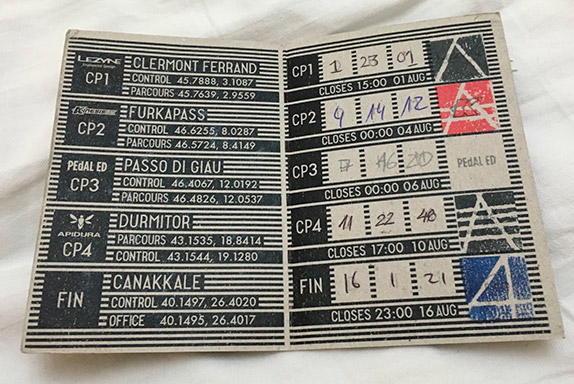 LEZYNE
CP1
CLERMONT FERRAND
CONTROL 45.7888, 3.1087
PARCOURS 45.7639, 2.9559
CP2
FURKAPASS
CONTROL 46.6255, 8.0287
PARCOURS 46.5724, 8.4149
PEdAL ED
CP3
PASSO DI GIAU
CONTROL 46.4067, 12.0192
PARCOURS 46.4826, 12.0537
APIDURA
CP4
DURMITOR
PARCOURS 43.1535, 18.8414
CONTROL 43.1544, 19.1280
FIN
CANAKKALE
CONTROL 40.1497, 26.4020
OFFICE 40.1495, 26.4017
CP1 1 23 01
CLOSES 15:00 01 AUG
CP2 4 14 12
CLOSES 00:00 04 AUG
CP3 PEdAL ED
CLOSES 00:00 06 AUG
CP4 11 22 40
CLOSES 17:00 10 AUG
FIN 16 1 21
CLOSES 23:00 16 AUG